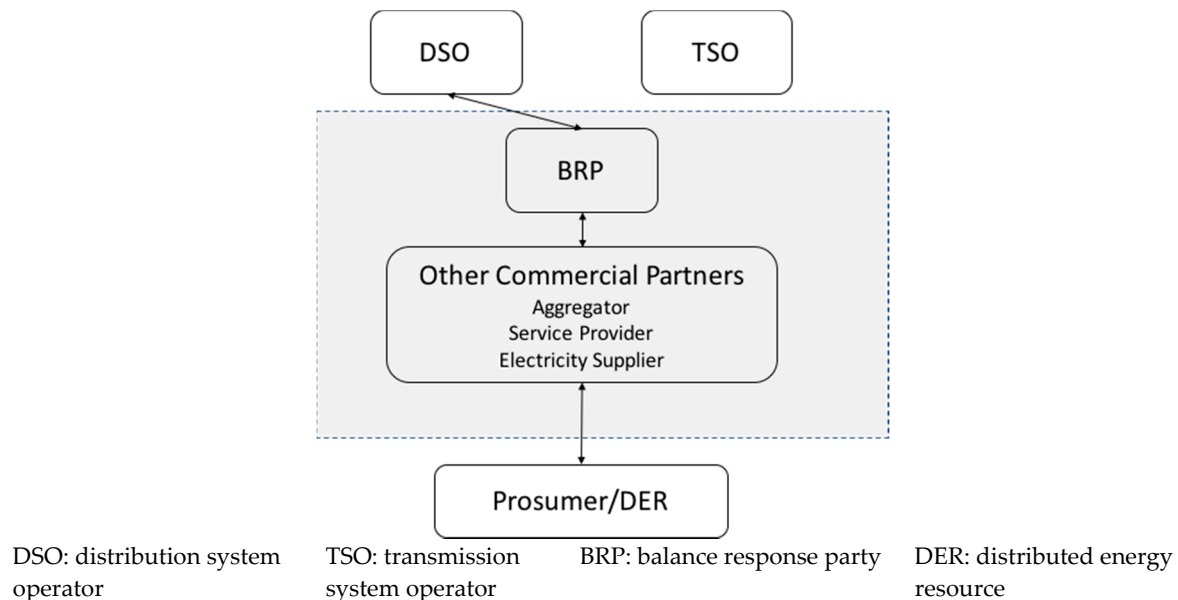 DSO
TSO
BRP
Other Commercial Partners
Aggregator
Service Provider
Electricity Supplier
Prosumer/DER
DSO: distribution system
operator
TSO: transmission
system operator
BRP: balance response party
DER: distributed energy
resource